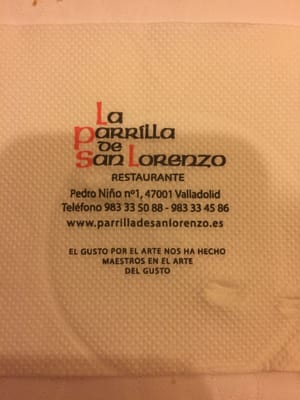 La
Parrilla
de
San Lorenzo
RESTAURANTE
Pedro Niño nº1, 47001 Valladolid
Teléfono 983 33 50 88 - 983 33 45 86
www.parrilladesanlorenzo.es
EL GUSTO POR EL ARTE NOS HA HECHO
MAESTROS EN EL ARTE
DEL GUSTO